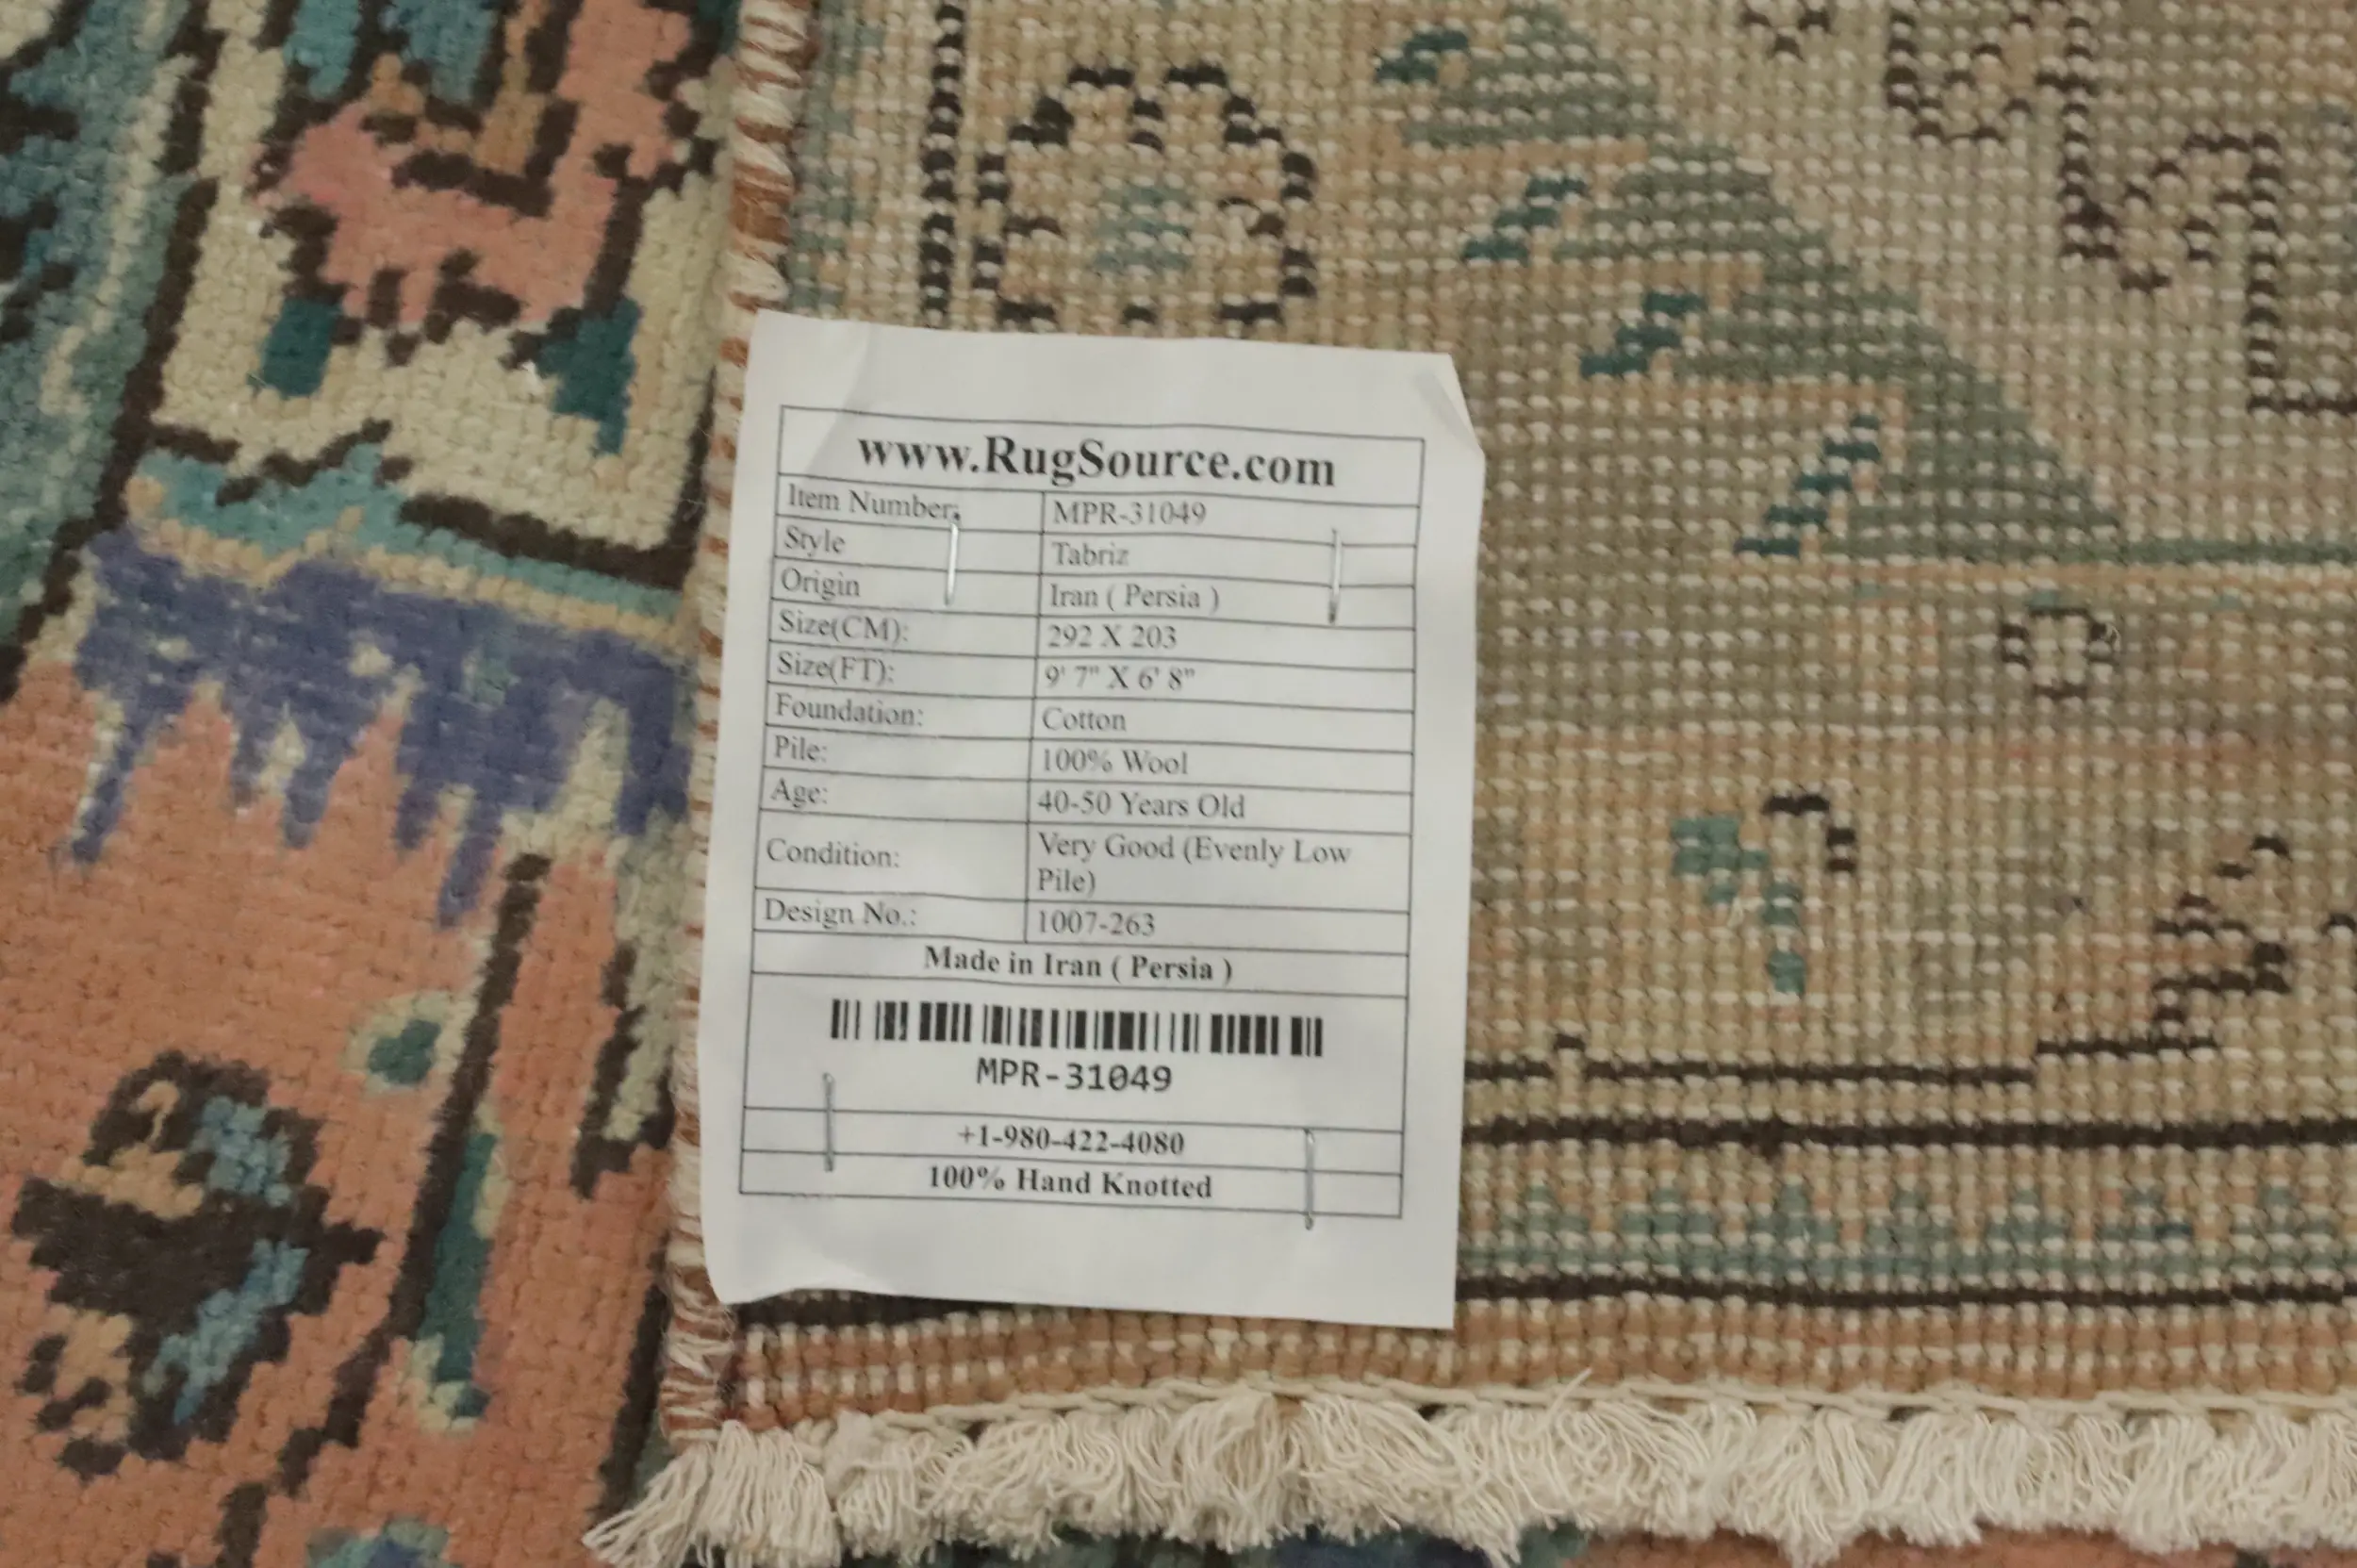 www.RugSource.com
Item Number: MPR-31049
Style Tabriz
Origin Iran ( Persia )
Size(CM): 292 X 203
Size(FT): 9' 7" X 6' 8"
Foundation: Cotton
Pile: 100% Wool
Age: 40-50 Years Old
Condition: Very Good (Evenly Low
Pile)
Design No.: 1007-263
Made in Iran ( Persia )
MPR-31049
+1-980-422-4080
100% Hand Knotted